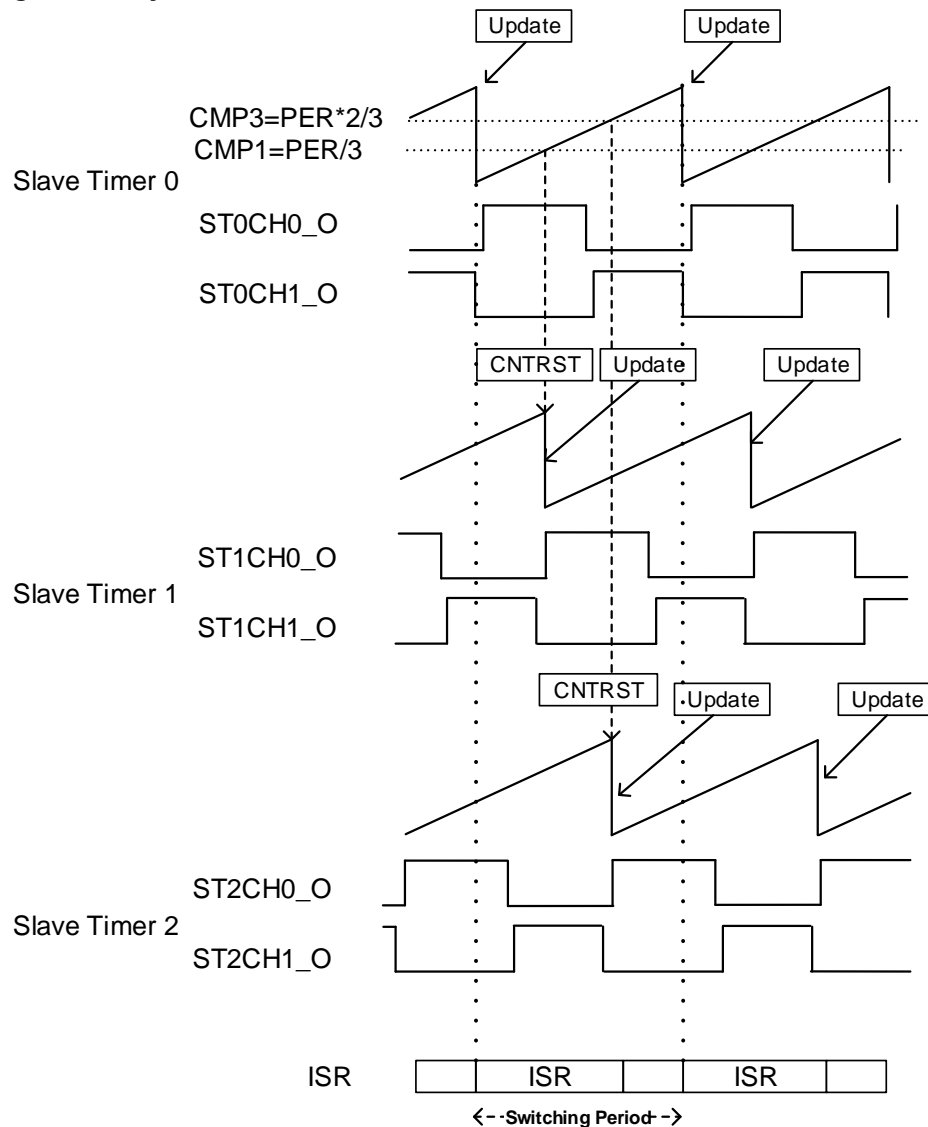 Update Update
CMP3=PER*2/3
CMP1=PER/3
Slave Timer 0
ST0CH0_O
ST0CH1_O
CNTRST Update Update
ST1CH0_O
Slave Timer 1
ST1CH1_O
CNTRST Update Update
ST2CH0_O
Slave Timer 2
ST2CH1_O
ISR ISR ISR
Switching Period